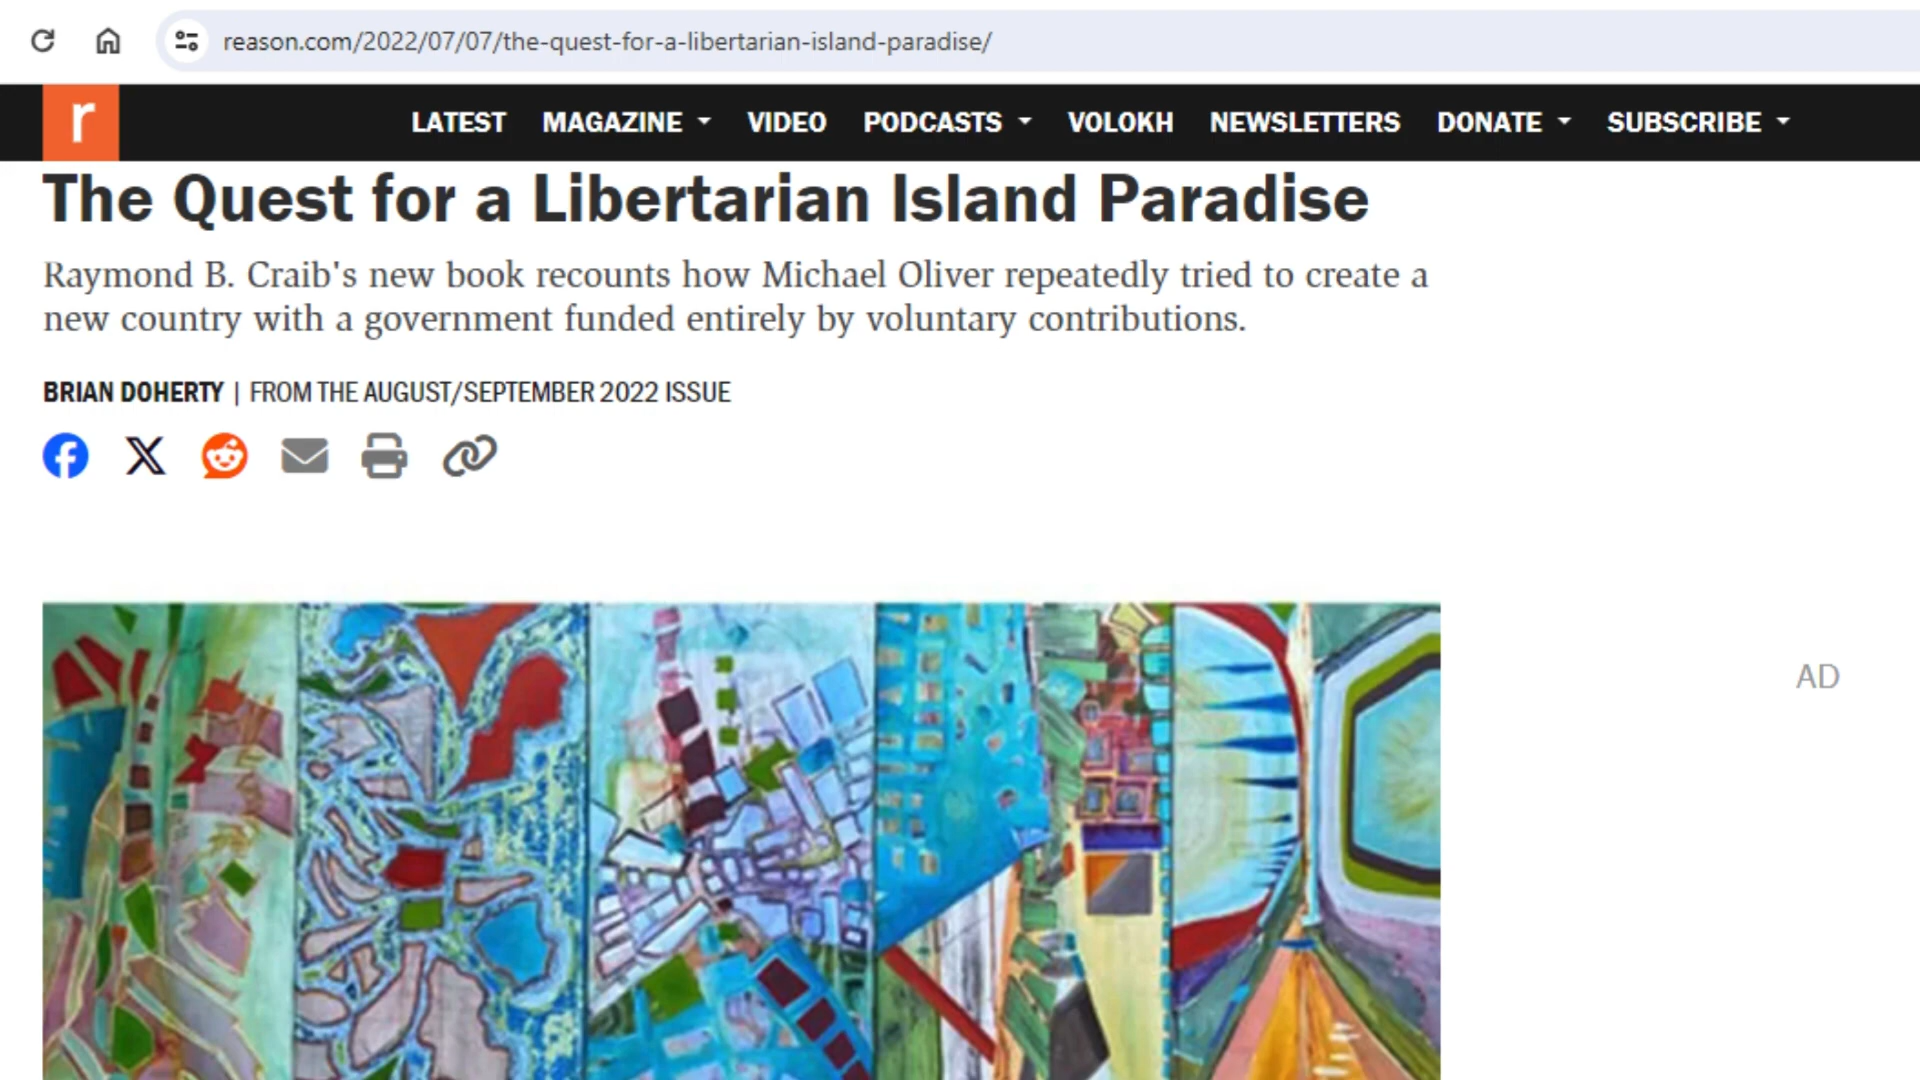 reason.com/2022/07/07/the-quest-for-a-libertarian-island-paradise/
r
LATEST MAGAZINE VIDEO PODCASTS VOLOKH NEWSLETTERS DONATE SUBSCRIBE
The Quest for a Libertarian Island Paradise
Raymond B. Craib's new book recounts how Michael Oliver repeatedly tried to create a
new country with a government funded entirely by voluntary contributions.
BRIAN DOHERTY | FROM THE AUGUST/SEPTEMBER 2022 ISSUE
AD